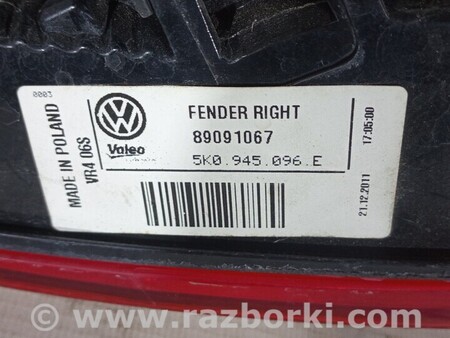 0003
MADE IN POLAND
VR4 06S
Valeo
FENDER RIGHT
89091067
5K0.945.096.E
17:05:00
21.12.2011
© www.razborki.com